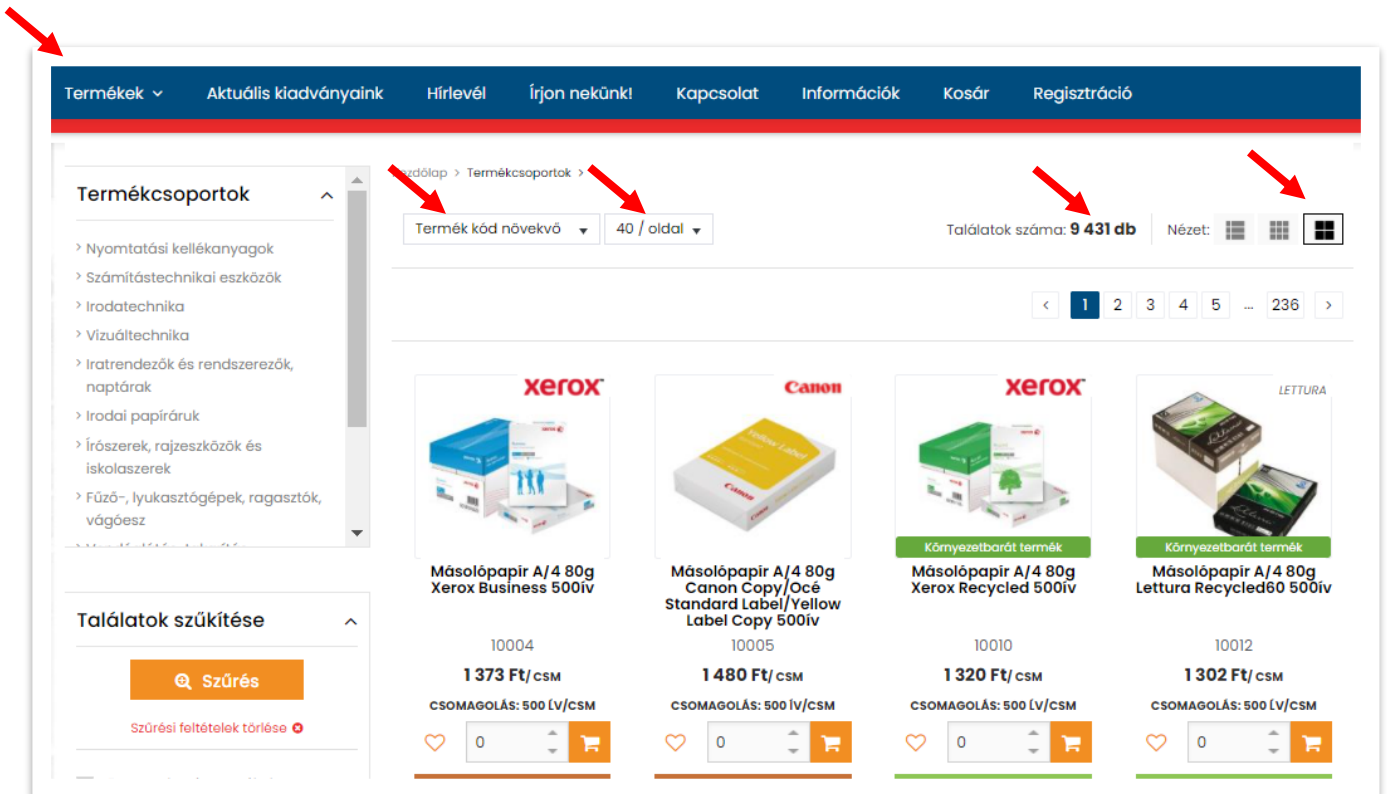 Termékek
Aktuális kiadványaink
Hírlevél
Írjon nekünk!
Kapcsolat
Információk
Kosár
Regisztráció
Termékcsoportok
Nyomtatási kellékanyagok
Számítástechnikai eszközök
Irodatechnika
Vizuáltechnika
Iratrendezők és rendszerezők,
naptárak
Irodai papíráruk
Írószerek, rajzeszközök és
iskolaszerek
Fűző-, lyukasztógépek, ragasztók,
vágóesz
Találatok szűkítése
Szűrés
Szűrési feltételek törlése
> Termékcsoportok >
Termék kód növekvő
40 / oldal
Találatok száma: 9 431 db
Nézet:
< 1 2 3 4 5 ... 236 >
xerox
Másolópapír A/4 80g
Xerox Business 500ív
10004
1 373 Ft/ CSM
CSOMAGOLÁS: 500 ÍV/CSM
0
Canon
Yellow Label
Canon
Canon
Másolópapír A/4 80g
Canon Copy/Océ
Standard Label/Yellow
Label Copy 500ív
10005
1 480 Ft/ CSM
CSOMAGOLÁS: 500 ÍV/CSM
0
xerox
Környezetbarát termék
Másolópapír A/4 80g
Xerox Recycled 500ív
10010
1 320 Ft/ CSM
CSOMAGOLÁS: 500 ÍV/CSM
0
LETTURA
Környezetbarát termék
Másolópapír A/4 80g
Lettura Recycled60 500ív
10012
1 302 Ft/ CSM
CSOMAGOLÁS: 500 ÍV/CSM
0